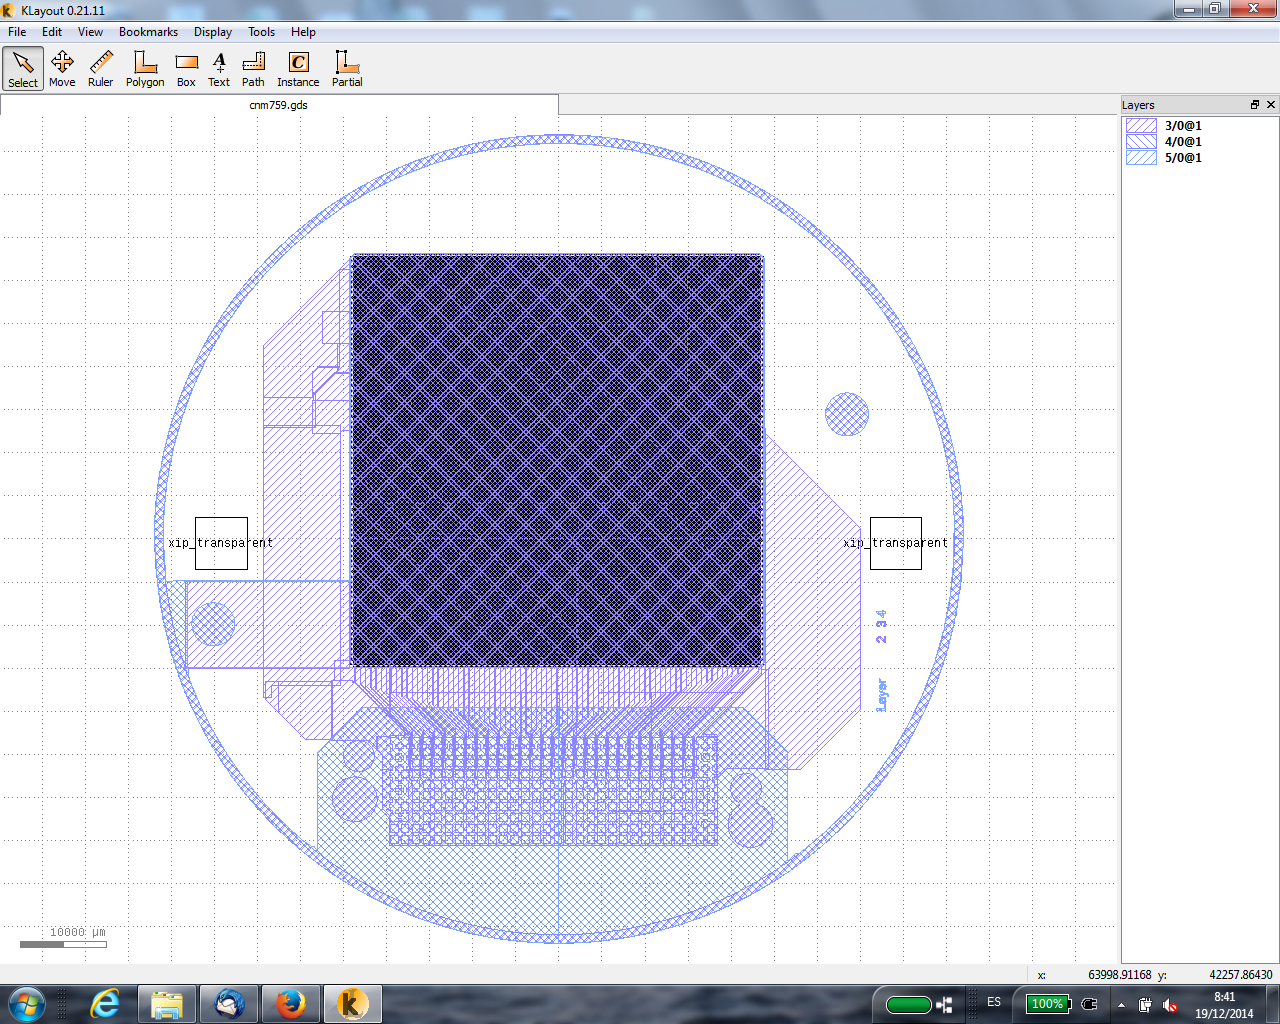 KLayout 0.21.11
File Edit View Bookmarks Display Tools Help
Select Move Ruler Polygon Box Text Path Instance Partial
cnm759.gds
Layers
3/0@1
4/0@1
5/0@1
xip_transparent
xip_transparent
2 3 4
Layer
10000 µm
x: 63998.91168 y: 42257.86430
ES
100%
8:41
19/12/2014